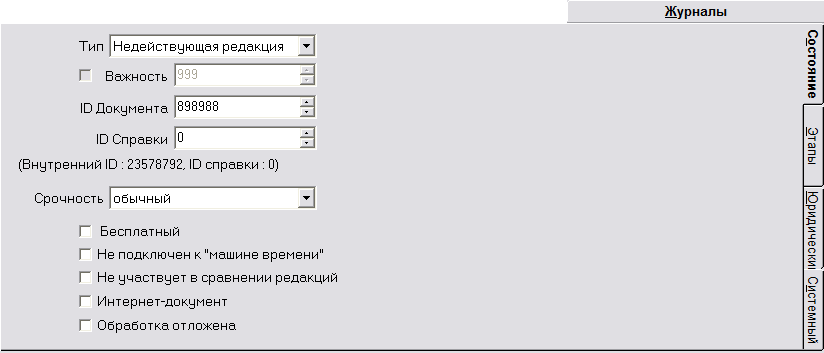 Журналы
Тип Недействующая редакция
Важность 999
ID Документа 898988
ID Справки 0
(Внутренний ID : 23578792, ID справки : 0)
Срочность обычный
Бесплатный
Не подключен к "машине времени"
Не участвует в сравнении редакций
Интернет-документ
Обработка отложена
Состояние
Этапы
Юридически
Системный